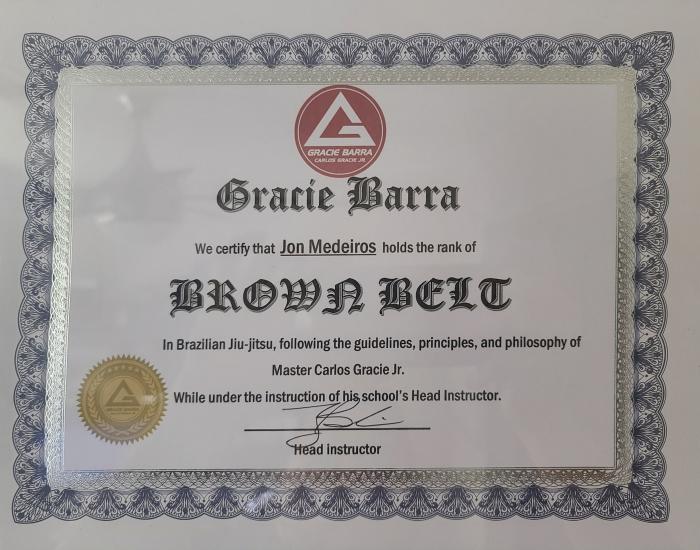 GRACIE BARRA
CARLOS GRACIE JR.
Gracie Barra
We certify that Jon Medeiros holds the rank of
BROWN BELT
In Brazilian Jiu-jitsu, following the guidelines, principles, and philosophy of
Master Carlos Gracie Jr.
While under the instruction of his school's Head Instructor.
Head instructor
GRACIE BARRA